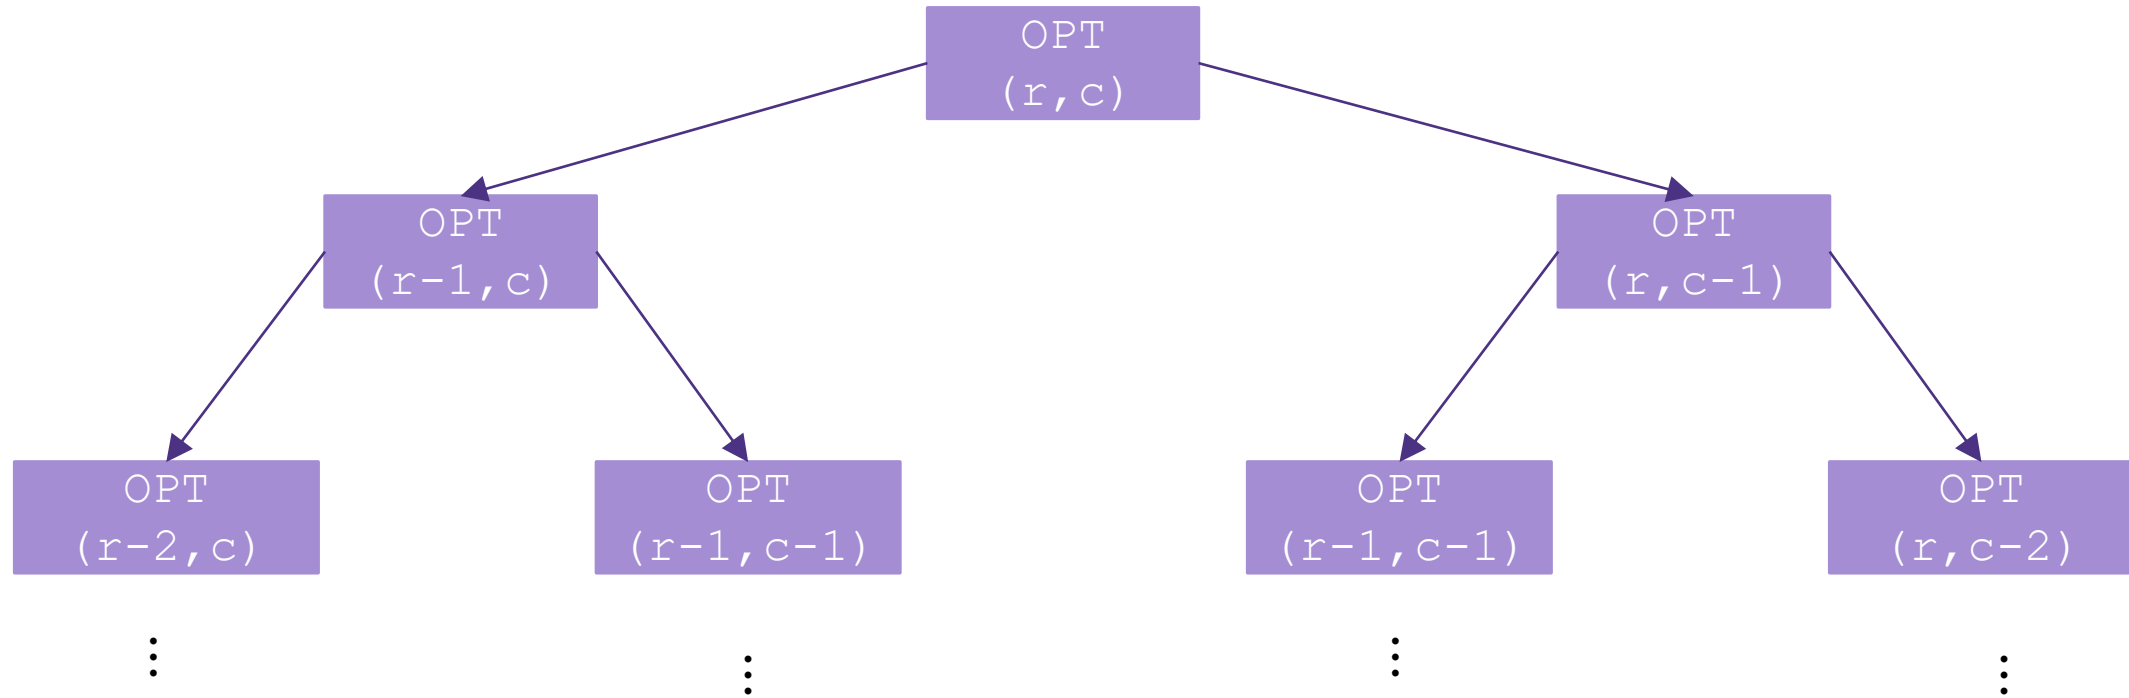 OPT
(r,c)
OPT
(r-1,c)
OPT
(r,c-1)
OPT
(r-2,c)
OPT
(r-1,c-1)
OPT
(r-1,c-1)
OPT
(r,c-2)